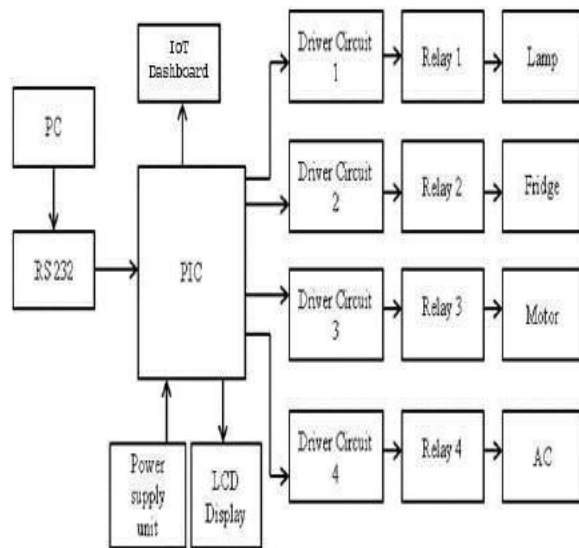 IoT
Dashboard
Driver Circuit
1
Relay 1
Lamp
PC
Driver Circuit
2
Relay 2
Fridge
RS 232
PIC
Driver Circuit
3
Relay 3
Motor
Driver Circuit
4
Relay 4
AC
Power
supply
unit
LCD
Display